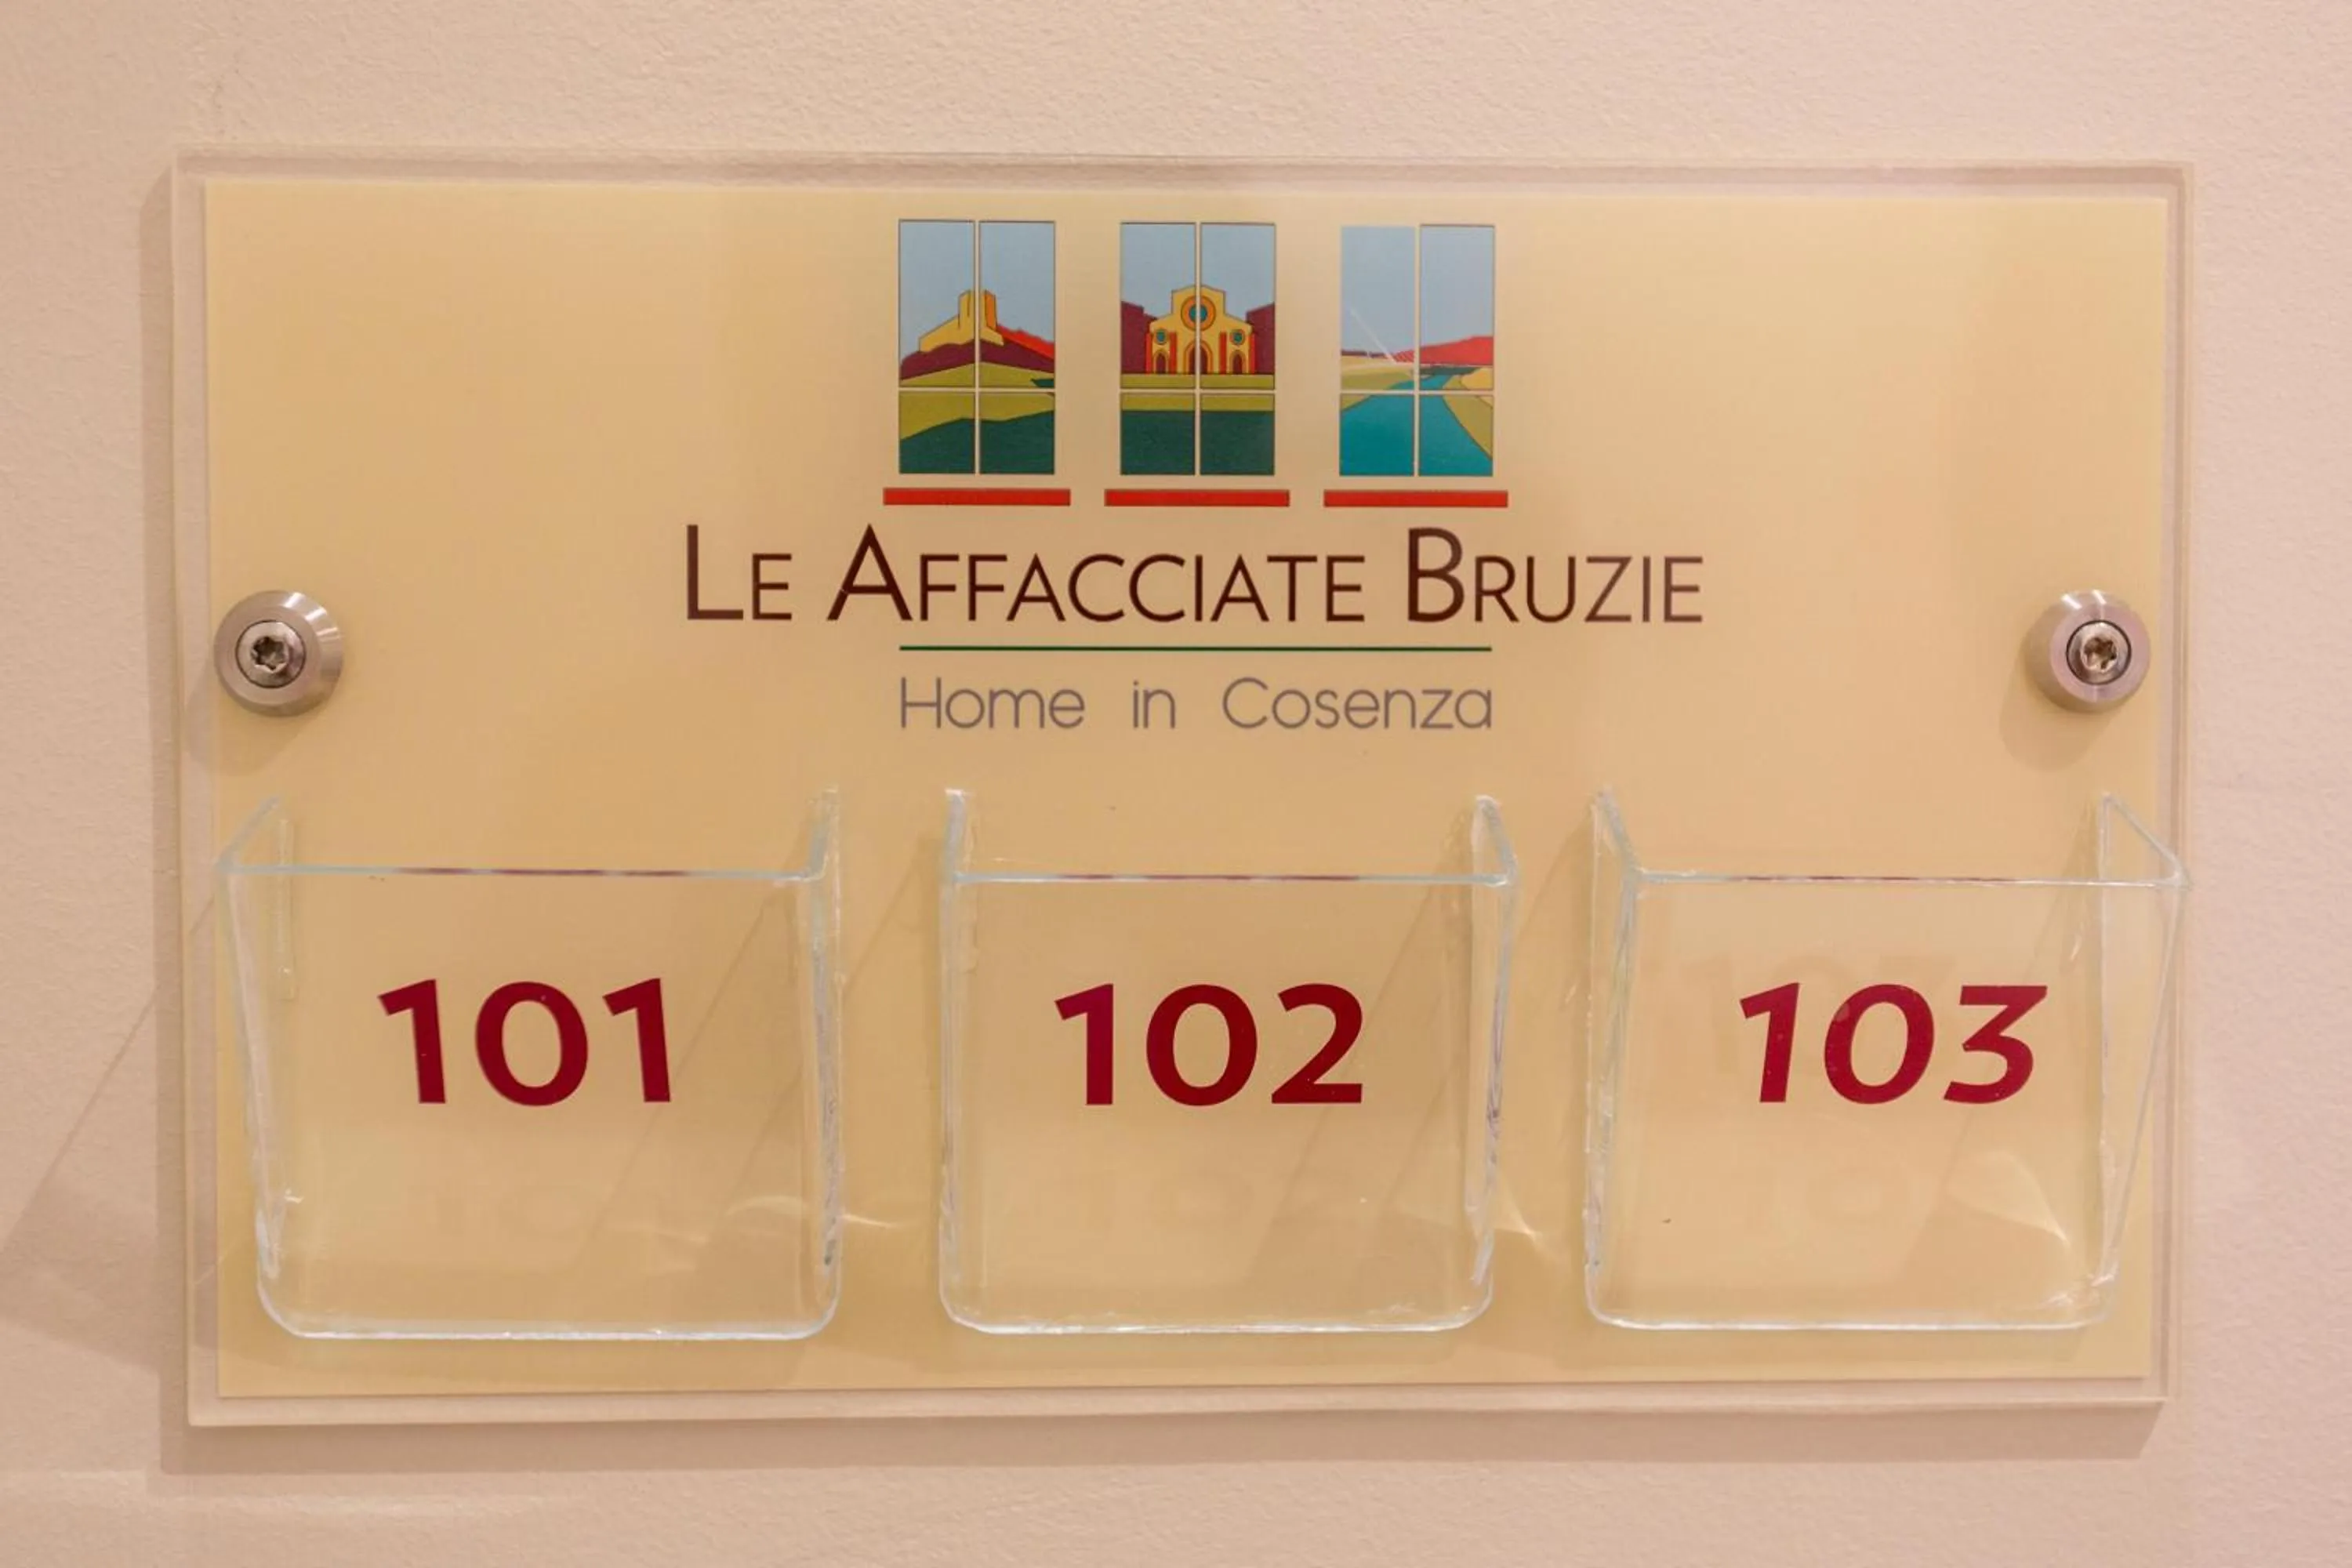 LE AFFACCIATE BRUZIE
Home in Cosenza
101 102 103